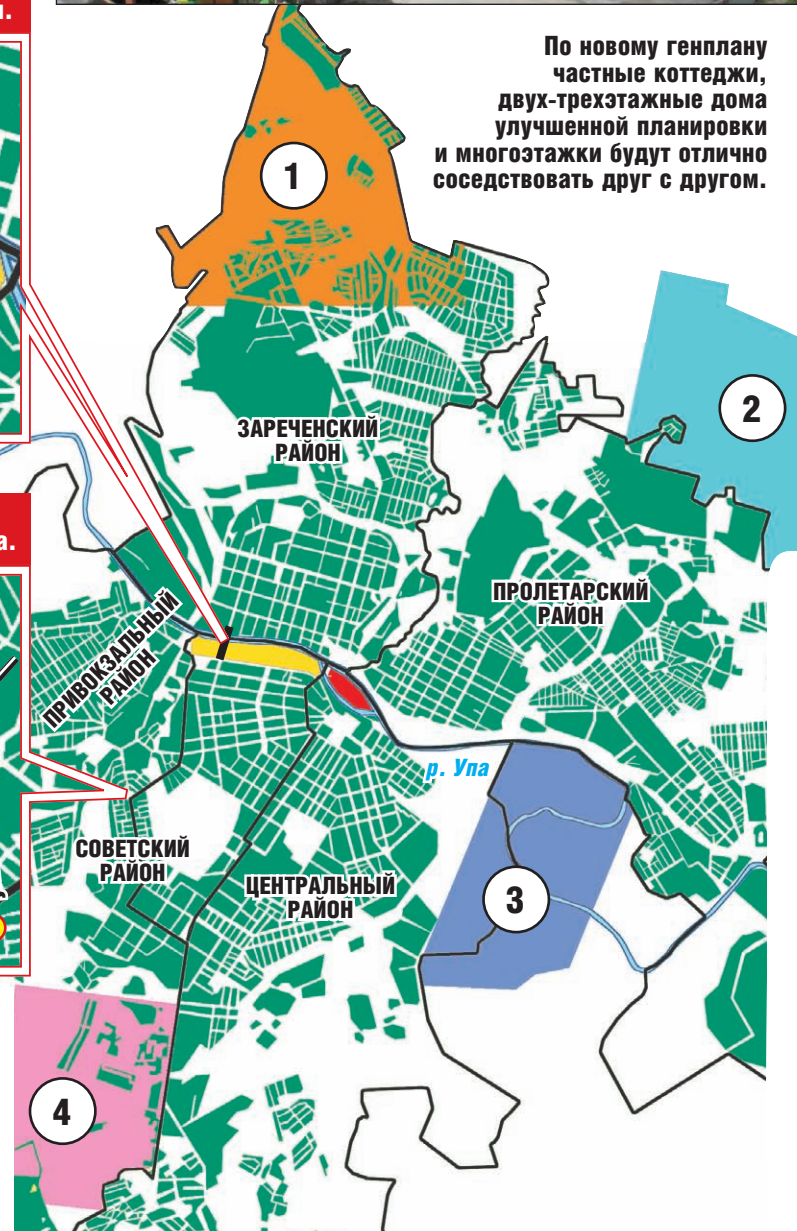 По новому генплану
частные коттеджи,
двух-трехэтажные дома
улучшенной планировки
и многоэтажки будут отлично
соседствовать друг с другом.
1
2
ЗАРЕЧЕНСКИЙ
РАЙОН
ПРОЛЕТАРСКИЙ
РАЙОН
ПРИВОКЗАЛЬНЫЙ
РАЙОН
р. Упа
СОВЕТСКИЙ
РАЙОН
ЦЕНТРАЛЬНЫЙ
РАЙОН
3
4